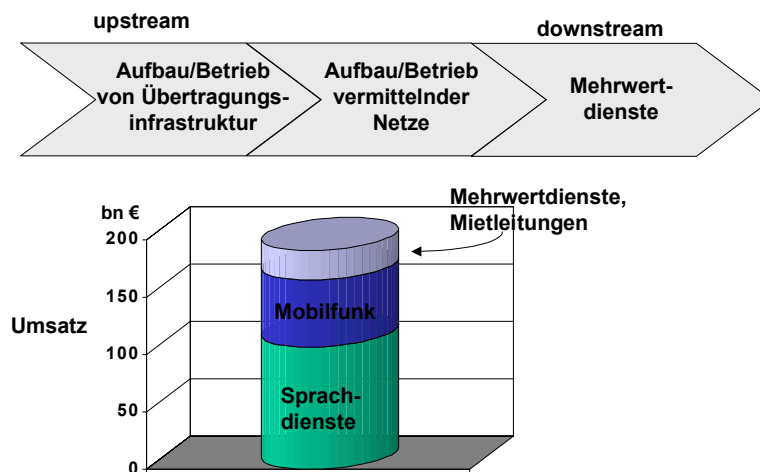 upstream
downstream
Aufbau/Betrieb
von Übertragungs-
infrastruktur
Aufbau/Betrieb
vermittelnder
Netze
Mehrwert-
dienste
Mehrwertdienste,
Mietleitungen
bn €
200
150
100
50
0
Umsatz
Mobilfunk
Sprach-
dienste